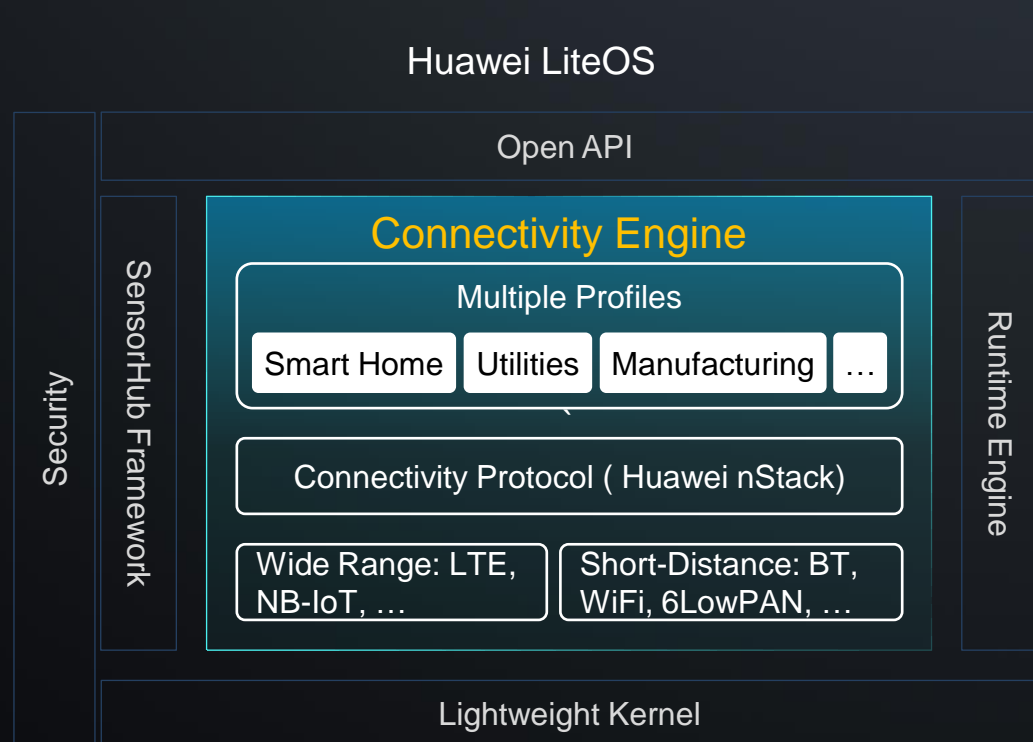 Huawei LiteOS
Open API
Security
SensorHub Framework
Connectivity Engine
Multiple Profiles
Smart Home
Utilities
Manufacturing
…
Connectivity Protocol ( Huawei nStack)
Wide Range: LTE,
NB-IoT, …
Short-Distance: BT,
WiFi, 6LowPAN, …
Runtime Engine
Lightweight Kernel